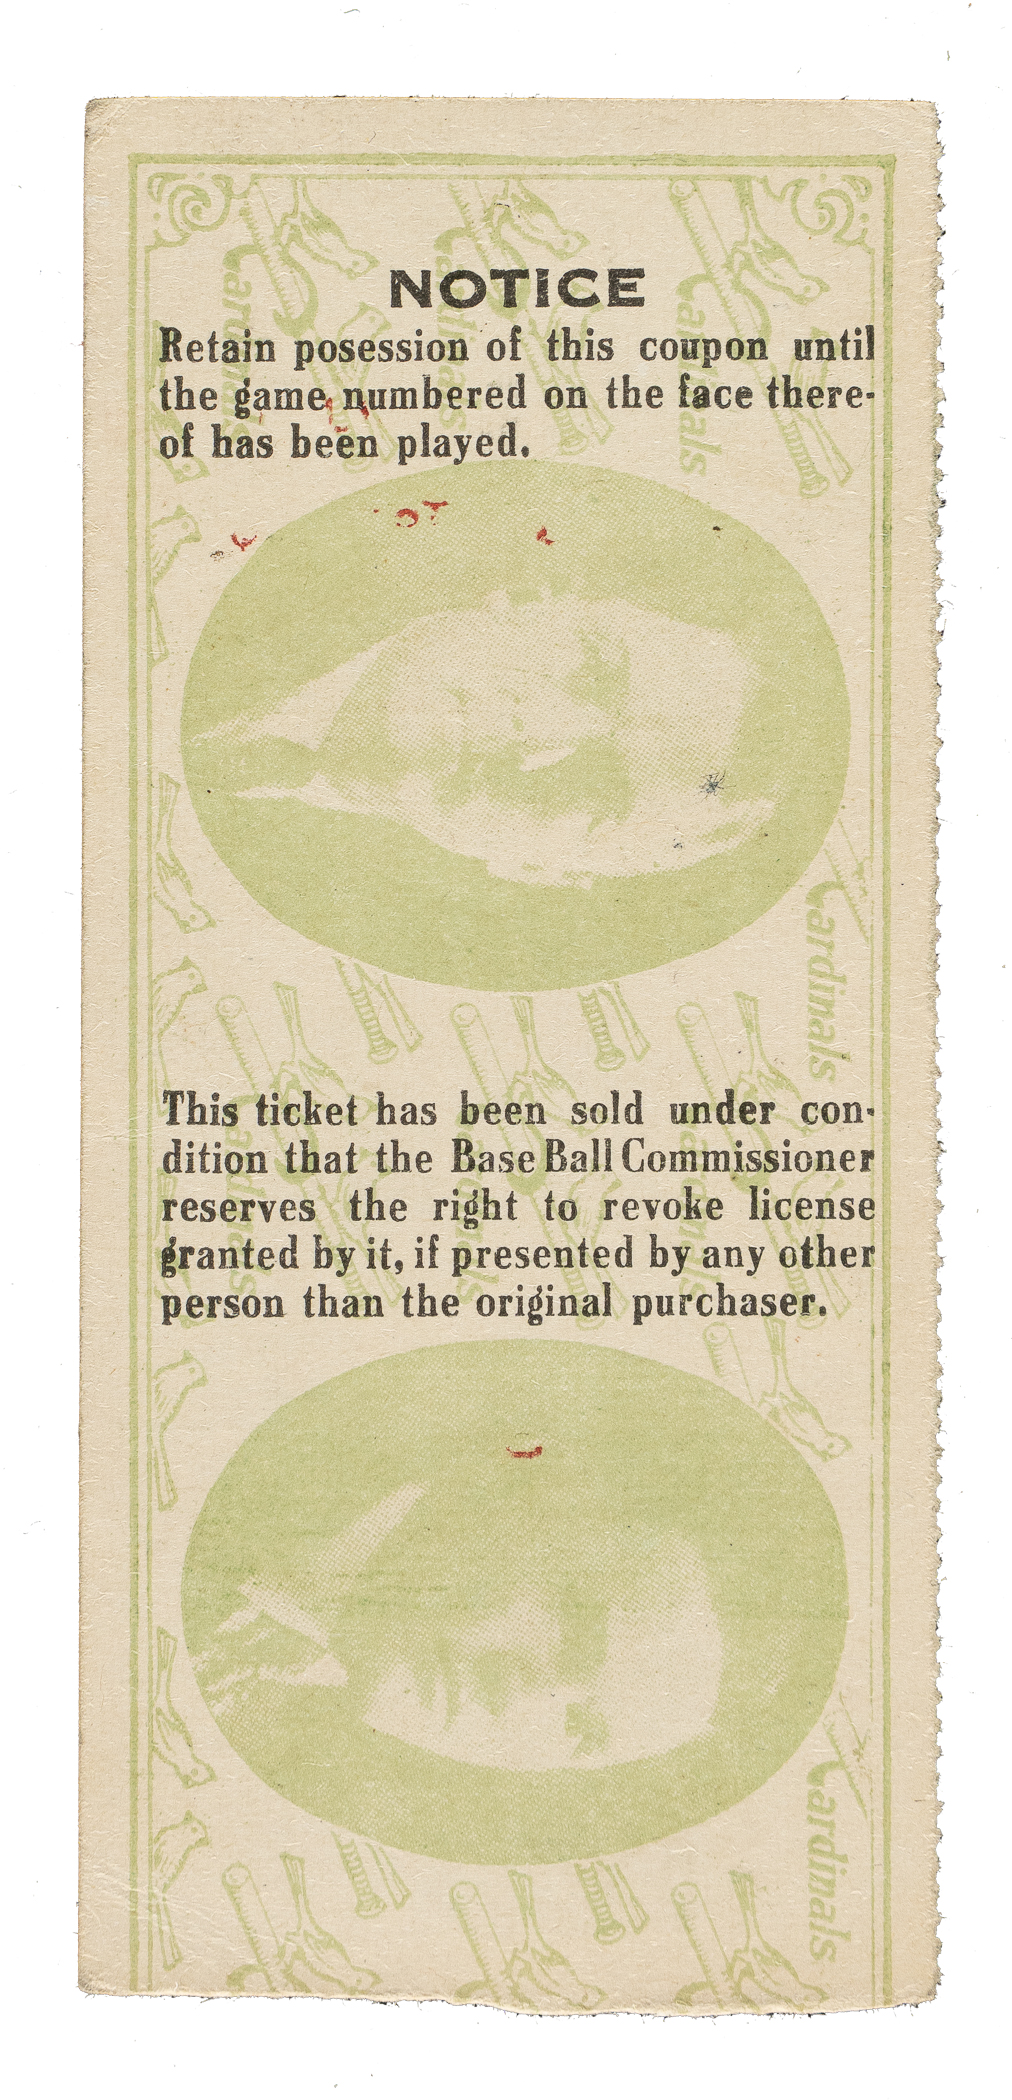 NOTICE
Retain posession of this coupon until
the game numbered on the face there-
of has been played.
Cardinals
This ticket has been sold under con-
dition that the Base Ball Commissioner
reserves the right to revoke license
granted by it, if presented by any other
person than the original purchaser.
Cardinals